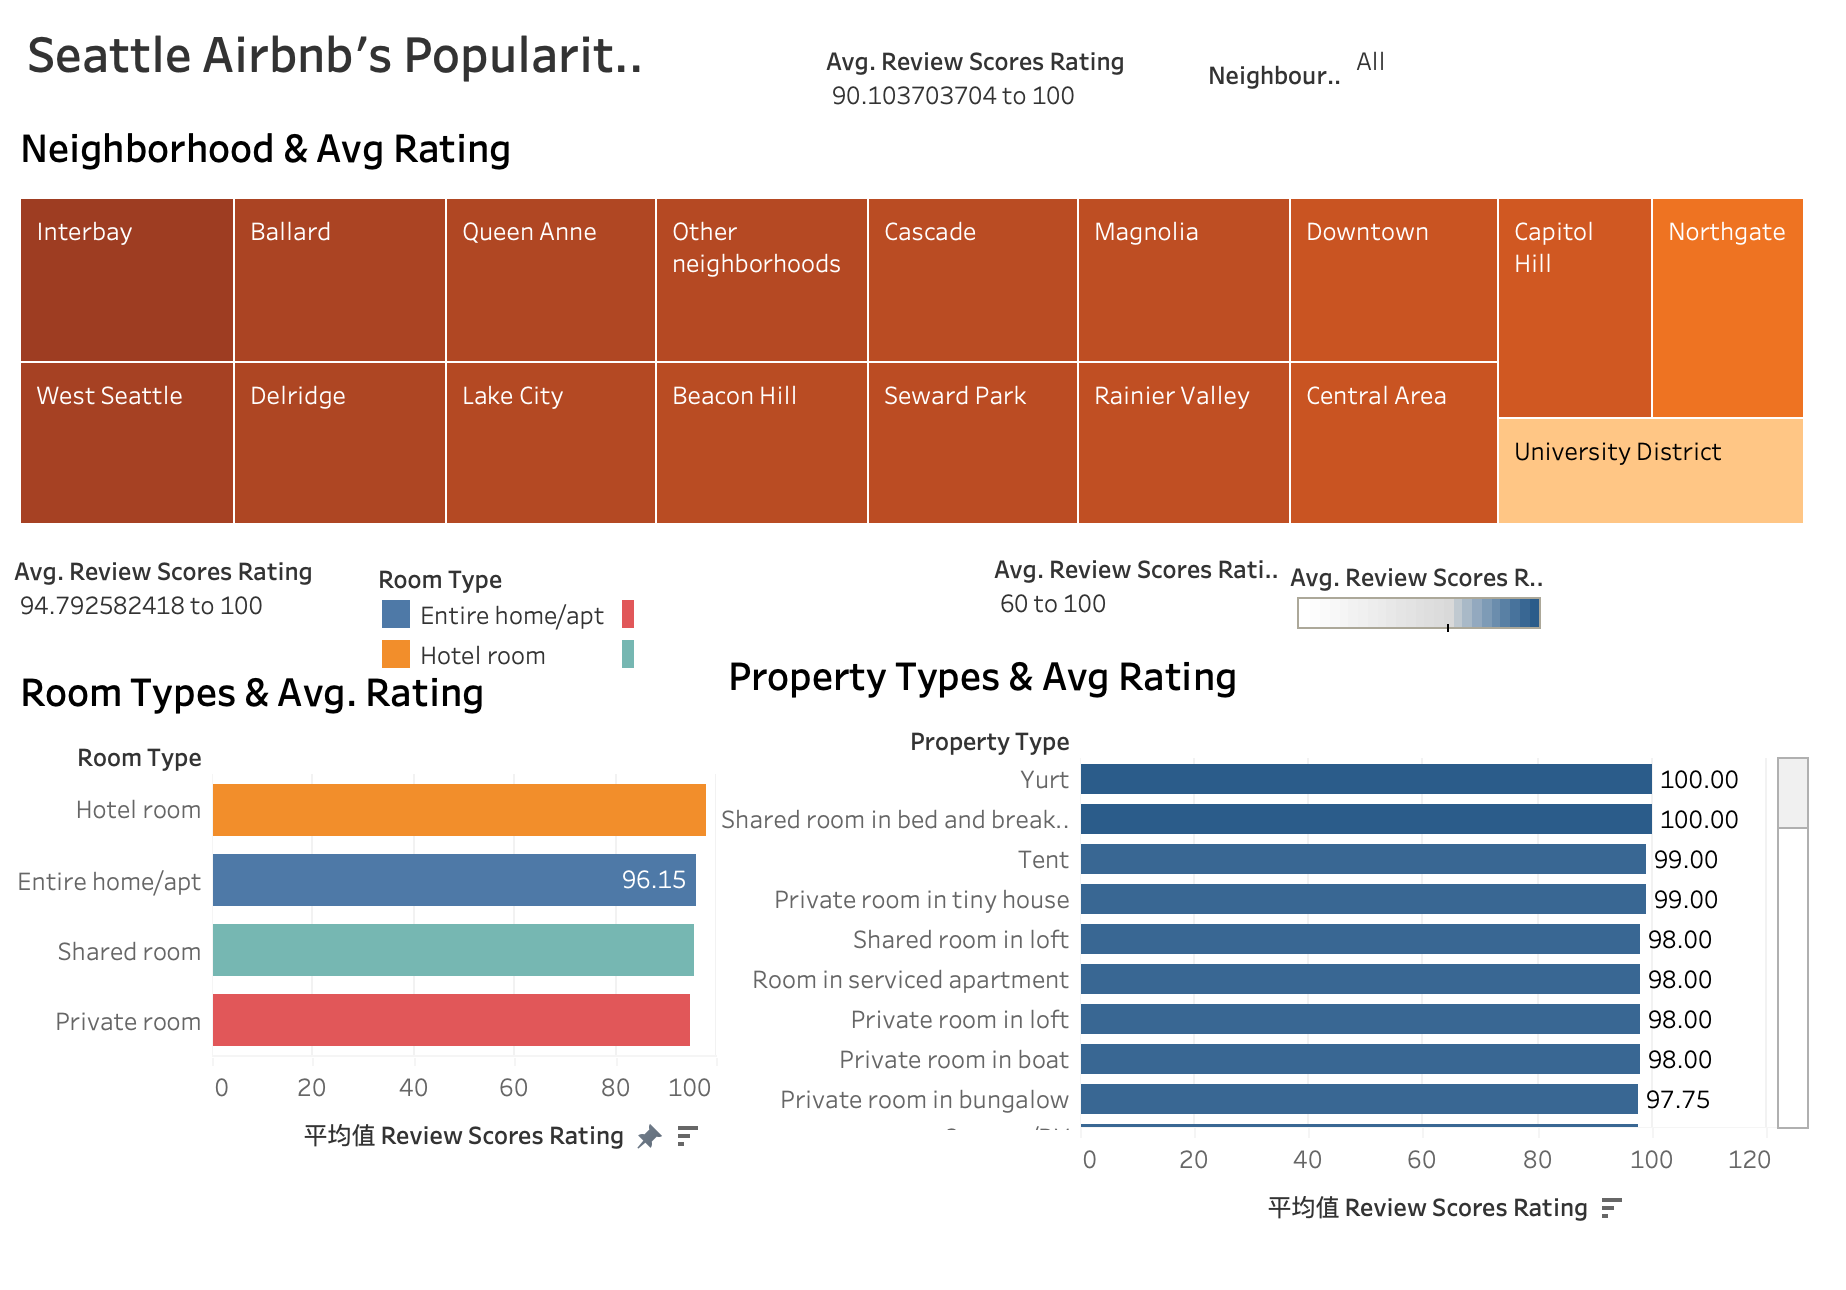 Seattle Airbnb’s Popularit..
Avg. Review Scores Rating
90.103703704 to 100
Neighbour..
All
Neighborhood & Avg Rating
Interbay
Ballard
Queen Anne
Other
neighborhoods
Cascade
Magnolia
Downtown
Capitol
Hill
Northgate
West Seattle
Delridge
Lake City
Beacon Hill
Seward Park
Rainier Valley
Central Area
University District
Avg. Review Scores Rating
94.792582418 to 100
Room Type
Entire home/apt
Hotel room
Avg. Review Scores Rati..
60 to 100
Avg. Review Scores R..
Room Types & Avg. Rating
Room Type
Hotel room
Entire home/apt
96.15
Shared room
Private room
0 20 40 60 80 100
平均值 Review Scores Rating
Property Types & Avg Rating
Property Type
Yurt 100.00
Shared room in bed and break.. 100.00
Tent 99.00
Private room in tiny house 99.00
Shared room in loft 98.00
Room in serviced apartment 98.00
Private room in loft 98.00
Private room in boat 98.00
Private room in bungalow 97.75
0 20 40 60 80 100 120
平均值 Review Scores Rating